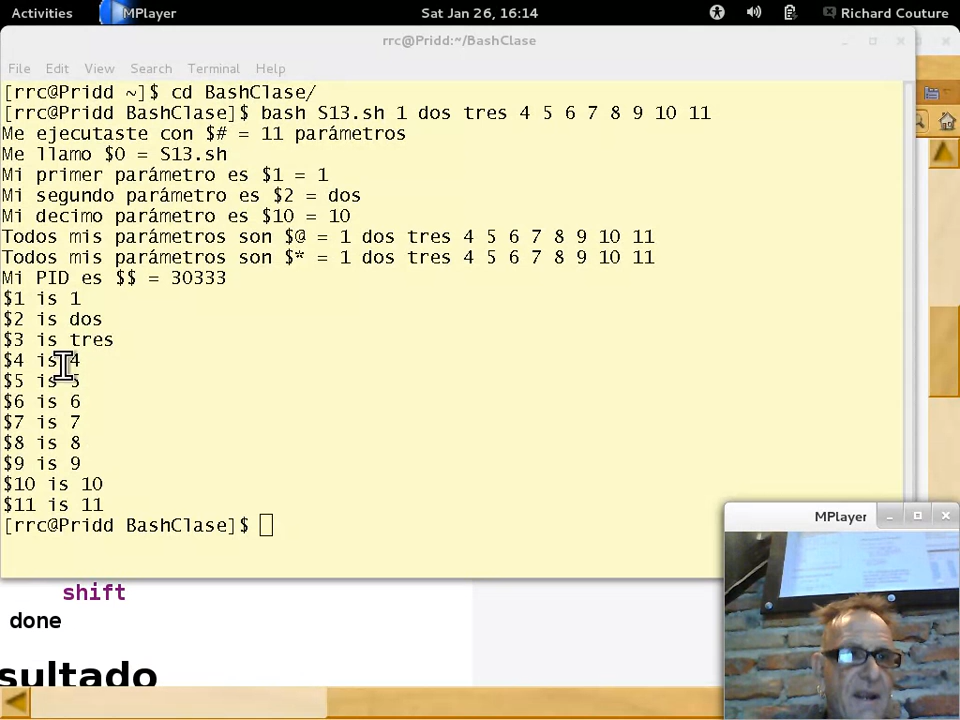 Activities MPlayer Sat Jan 26, 16:14 Richard Couture
rrc@Pridd:~/BashClase
File Edit View Search Terminal Help
[rrc@Pridd ~]$ cd BashClase/
[rrc@Pridd BashClase]$ bash S13.sh 1 dos tres 4 5 6 7 8 9 10 11
Me ejecutaste con $# = 11 parámetros
Me llamo $0 = S13.sh
Mi primer parámetro es $1 = 1
Mi segundo parámetro es $2 = dos
Mi decimo parámetro es $10 = 10
Todos mis parámetros son $@ = 1 dos tres 4 5 6 7 8 9 10 11
Todos mis parámetros son $* = 1 dos tres 4 5 6 7 8 9 10 11
Mi PID es $$ = 30333
$1 is 1
$2 is dos
$3 is tres
$4 is 4
$5 is 5
$6 is 6
$7 is 7
$8 is 8
$9 is 9
$10 is 10
$11 is 11
[rrc@Pridd BashClase]$
MPlayer
shift
done
sultado